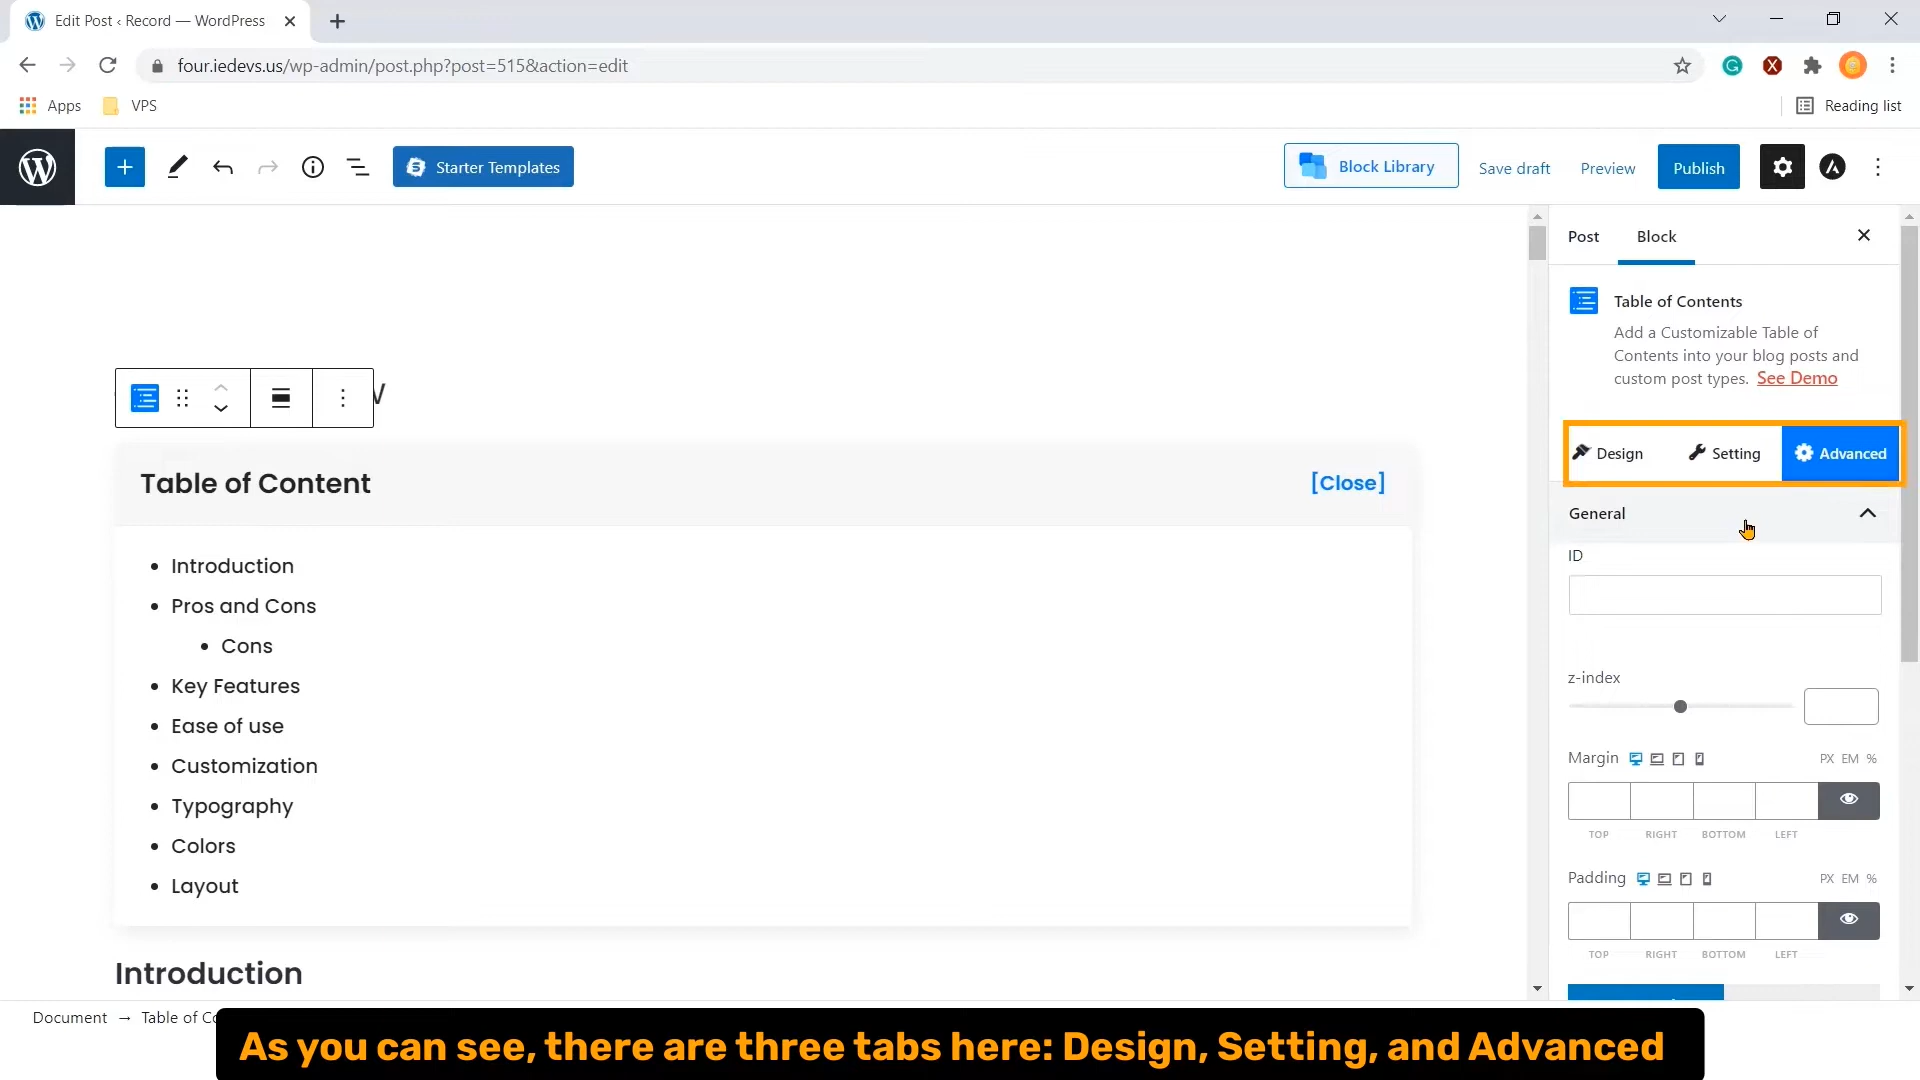 Edit Post ‹ Record — WordPress
four.iedevs.us/wp-admin/post.php?post=515&action=edit
Apps
VPS
Reading list
Starter Templates
Block Library
Save draft
Preview
Publish
Post
Block
Table of Contents
Add a Customizable Table of
Contents into your blog posts and
custom post types. See Demo
Design
Setting
Advanced
General
ID
z-index
Margin
PX EM %
TOP RIGHT BOTTOM LEFT
Padding
PX EM %
TOP RIGHT BOTTOM LEFT
Table of Content
[Close]
Introduction
Pros and Cons
Cons
Key Features
Ease of use
Customization
Typography
Colors
Layout
Introduction
Document → Table of
As you can see, there are three tabs here: Design, Setting, and Advanced